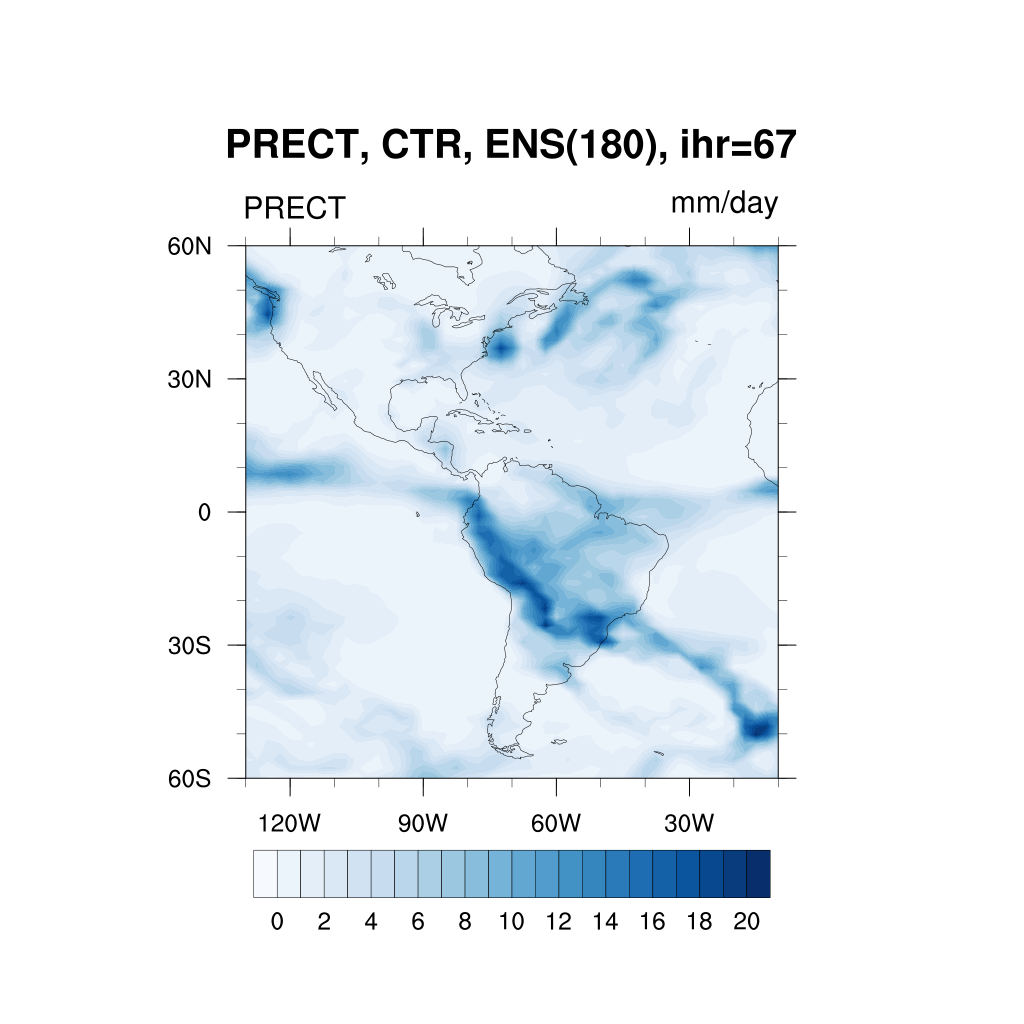 PRECT, CTR, ENS(180), ihr=67
PRECT mm/day
60N
30N
0
30S
60S
120W 90W 60W 30W
0 2 4 6 8 10 12 14 16 18 20